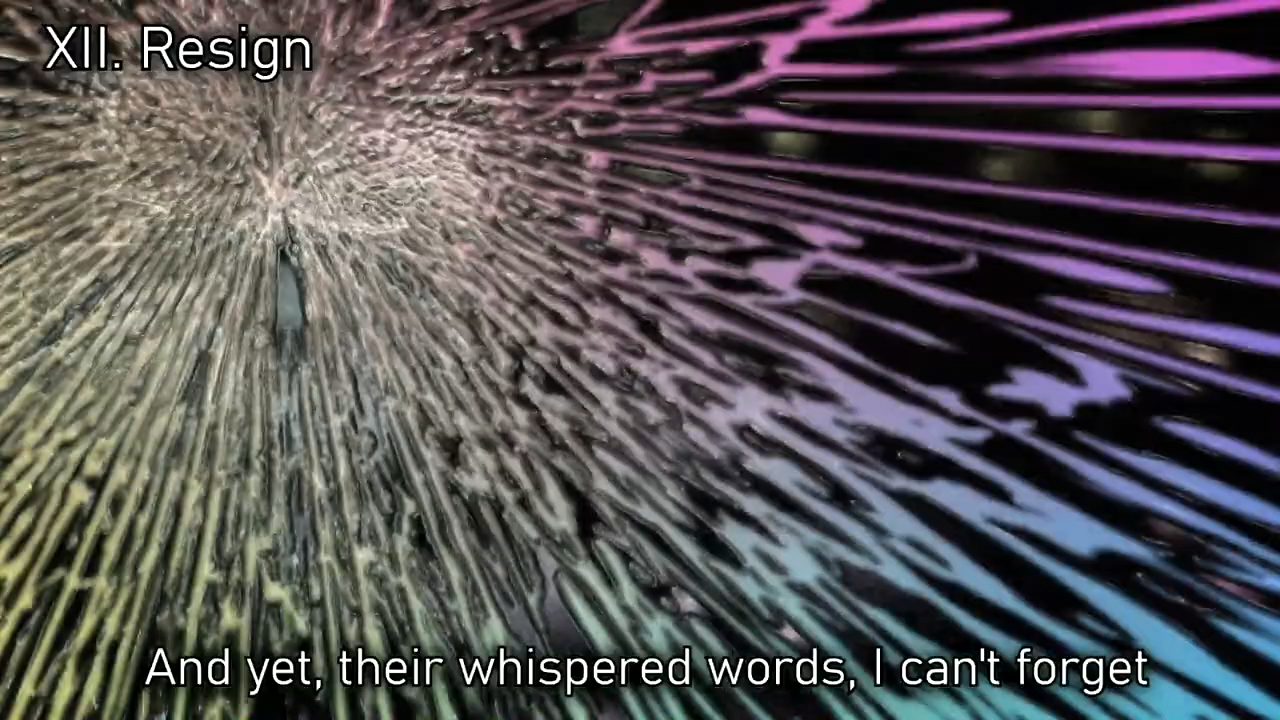 XII. Resign
And yet, their whispered words, I can't forget